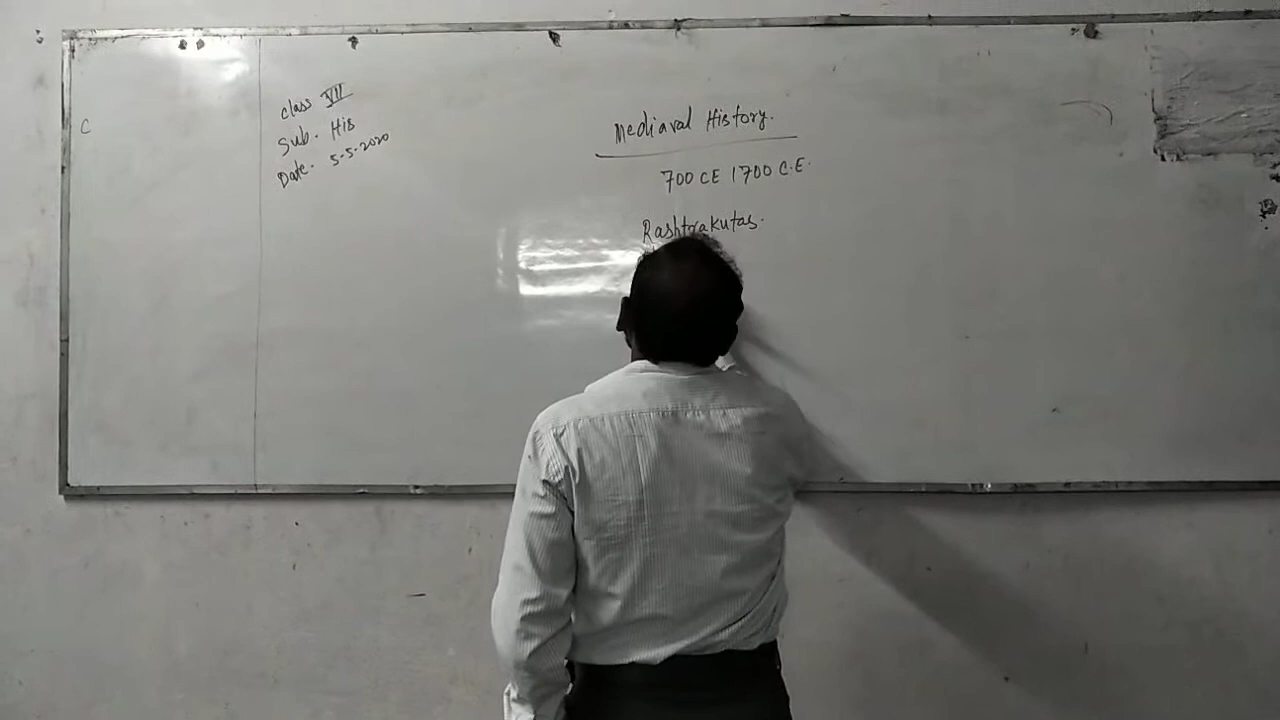 C
class VII
Sub. His
Date. 5.5.2020
Mediaval History.
700 CE 1700 C.E.
Rashtrakutas.